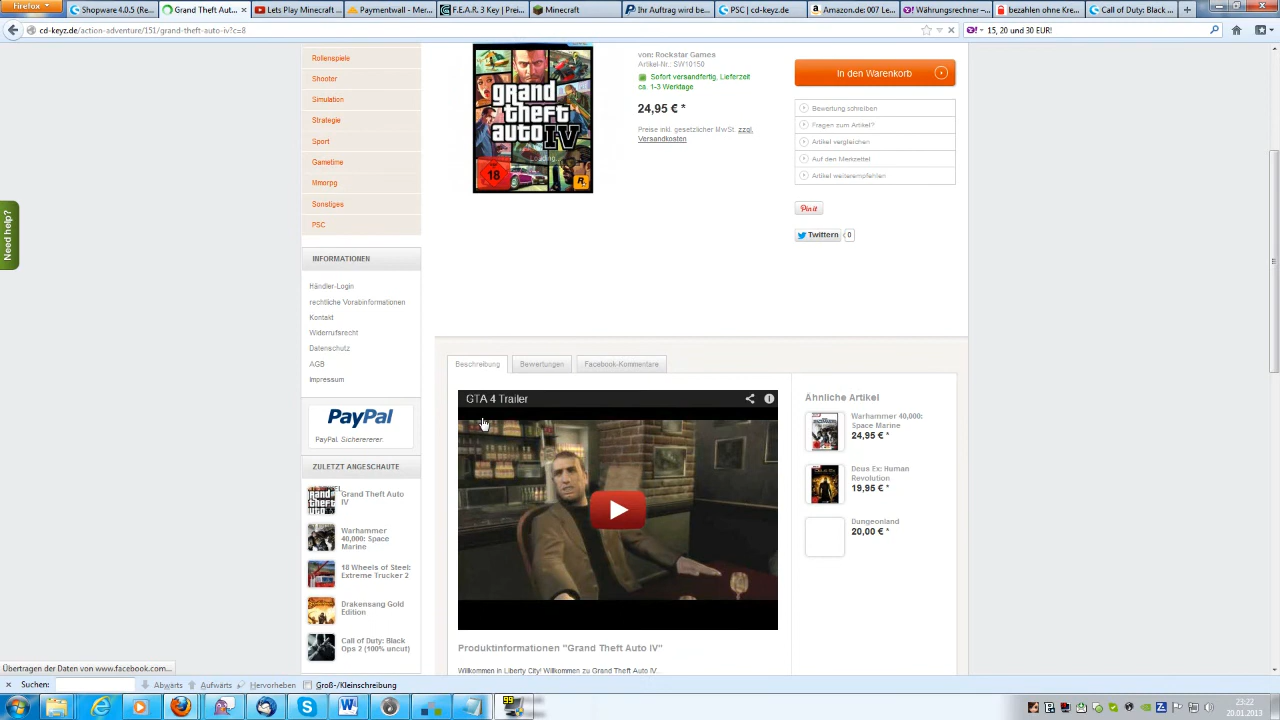 Firefox
Shopware 4.0.5 (Re...
Grand Theft Auto...
Lets Play Minecraft ...
Paymentwall - Mer...
F.E.A.R. 3 Key | Pre...
Minecraft
Ihr Auftrag wird be...
PSC | cd-keyz.de
Amazon.de: 007 Le...
Währungsrechner –...
bezahlen ohne Kre...
Call of Duty: Black ...
cd-keyz.de/action-adventure/151/grand-theft-auto-iv?c=8
15, 20 und 30 EUR!
Need help?
Rollenspiele
Shooter
Simulation
Strategie
Sport
Gametime
Mmorpg
Sonstiges
PSC
INFORMATIONEN
Händler-Login
rechtliche Vorabinformationen
Kontakt
Widerrufsrecht
Datenschutz
AGB
Impressum
PayPal
PayPal. Sichererer.
ZULETZT ANGESCHAUTE
Grand Theft Auto
IV
Warhammer
40,000: Space
Marine
18 Wheels of Steel:
Extreme Trucker 2
Drakensang Gold
Edition
Call of Duty: Black
Ops 2 (100% uncut)
grand
theft
auto IV
Loading...
18
R
von: Rockstar Games
Artikel-Nr.: SW10150
Sofort versandfertig, Lieferzeit
ca. 1-3 Werktage
24,95 € *
Preise inkl. gesetzlicher MwSt. zzgl.
Versandkosten
In den Warenkorb
Bewertung schreiben
Fragen zum Artikel?
Artikel vergleichen
Auf den Merkzettel
Artikel weiterempfehlen
Pin it
Twittern 0
Beschreibung
Bewertungen
Facebook-Kommentare
GTA 4 Trailer
Produktinformationen "Grand Theft Auto IV"
Willkommen in Liberty City! Willkommen zu Grand Theft Auto IV.
Ähnliche Artikel
Warhammer 40,000:
Space Marine
24,95 € *
Deus Ex: Human
Revolution
19,95 € *
Dungeonland
20,00 € *
Übertragen der Daten von www.facebook.com...
Suchen:
Abwärts
Aufwärts
Hervorheben
Groß-/Kleinschreibung
23:22
20.01.2013